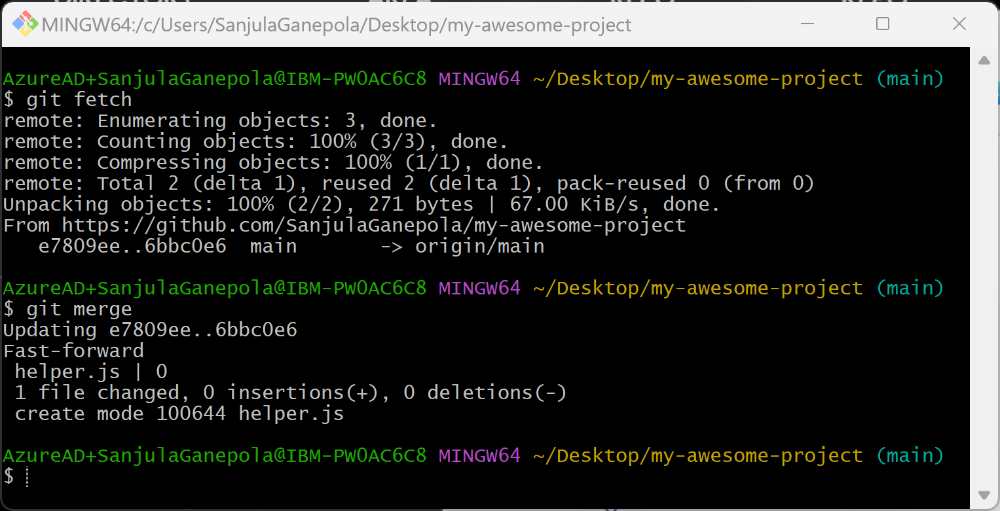 MINGW64:/c/Users/SanjulaGanepola/Desktop/my-awesome-project
AzureAD+SanjulaGanepola@IBM-PW0AC6C8 MINGW64 ~/Desktop/my-awesome-project (main)
$ git fetch
remote: Enumerating objects: 3, done.
remote: Counting objects: 100% (3/3), done.
remote: Compressing objects: 100% (1/1), done.
remote: Total 2 (delta 1), reused 2 (delta 1), pack-reused 0 (from 0)
Unpacking objects: 100% (2/2), 271 bytes | 67.00 KiB/s, done.
From https://github.com/SanjulaGanepola/my-awesome-project
   e7809ee..6bbc0e6  main       -> origin/main
AzureAD+SanjulaGanepola@IBM-PW0AC6C8 MINGW64 ~/Desktop/my-awesome-project (main)
$ git merge
Updating e7809ee..6bbc0e6
Fast-forward
 helper.js | 0
 1 file changed, 0 insertions(+), 0 deletions(-)
 create mode 100644 helper.js
AzureAD+SanjulaGanepola@IBM-PW0AC6C8 MINGW64 ~/Desktop/my-awesome-project (main)
$